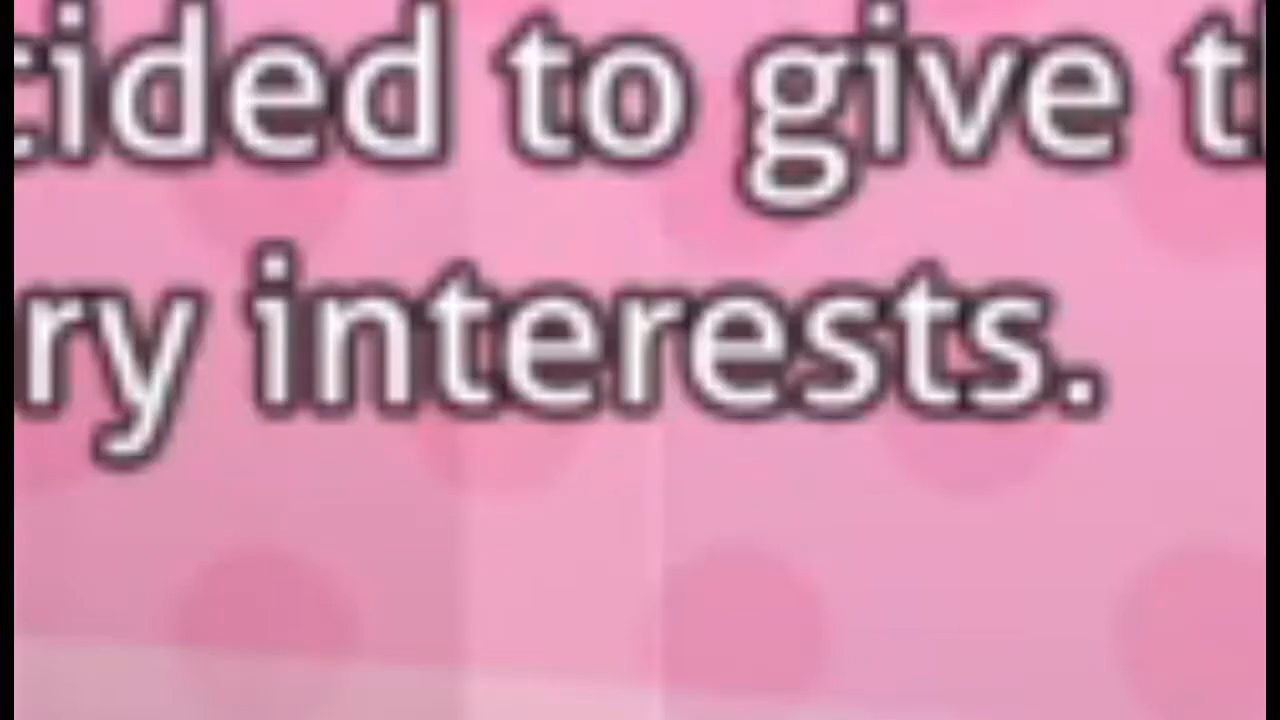 cided to give t
ry interests.